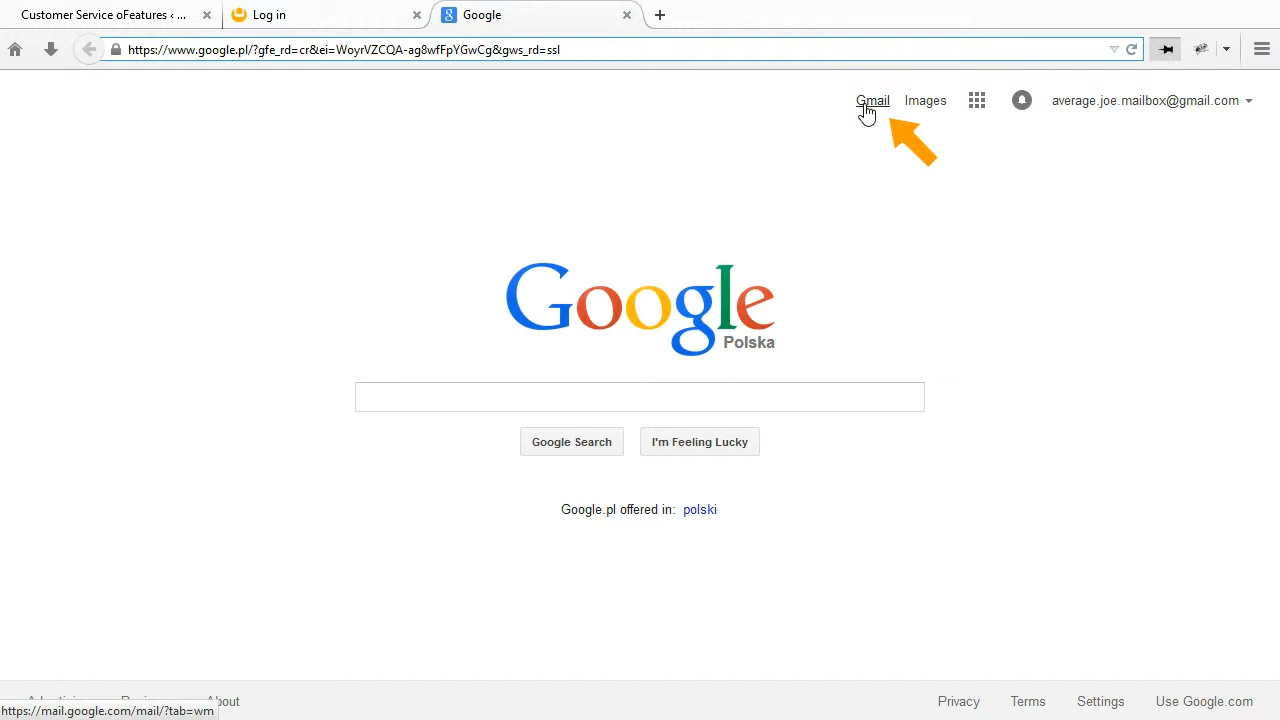 Customer Service oFeatures ‹ ...
Log in
Google
https://www.google.pl/?gfe_rd=cr&ei=WoyrVZCQA-ag8wfFpYGwCg&gws_rd=ssl
Gmail
Images
average.joe.mailbox@gmail.com
Google
Polska
Google Search
I'm Feeling Lucky
Google.pl offered in: polski
About
Privacy
Terms
Settings
Use Google.com
https://mail.google.com/mail/?tab=wm